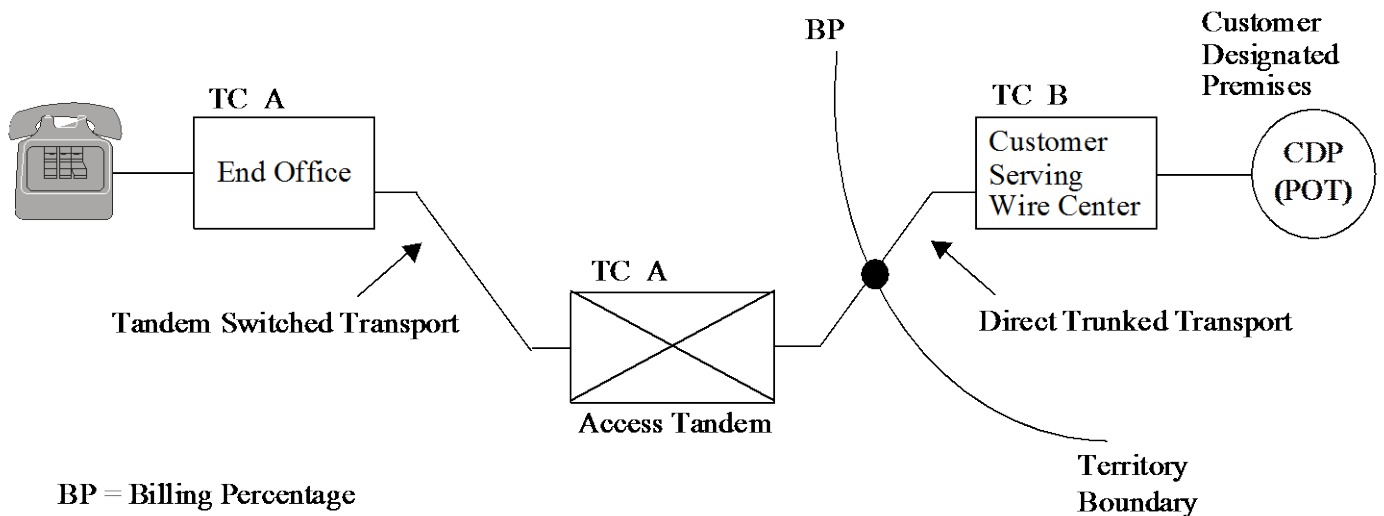 BP
Customer
Designated
Premises
TC A
TC B
End Office
Customer
Serving
Wire Center
CDP
(POT)
TC A
Tandem Switched Transport
Direct Trunked Transport
Access Tandem
Territory
Boundary
BP = Billing Percentage